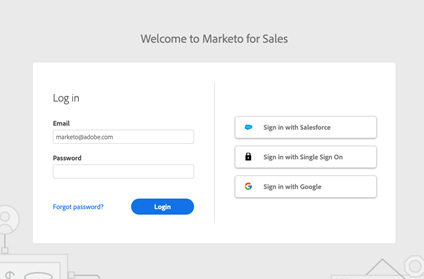 Welcome to Marketo for Sales
Log in
Email
marketo@adobe.com
Password
Forgot password?
Login
Sign in with Salesforce
Sign in with Single Sign On
Sign in with Google
$